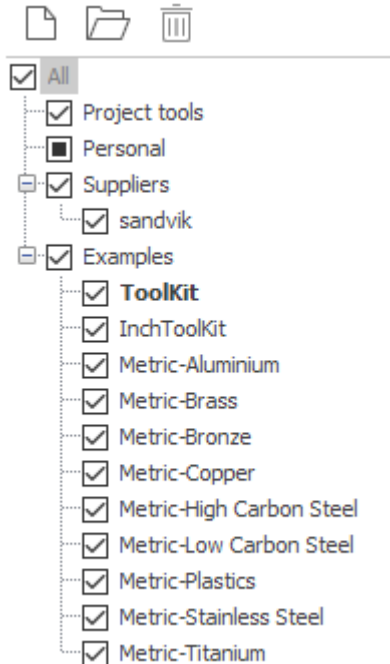 All
Project tools
Personal
Suppliers
sandvik
Examples
ToolKit
InchToolKit
Metric-Aluminium
Metric-Brass
Metric-Bronze
Metric-Copper
Metric-High Carbon Steel
Metric-Low Carbon Steel
Metric-Plastics
Metric-Stainless Steel
Metric-Titanium